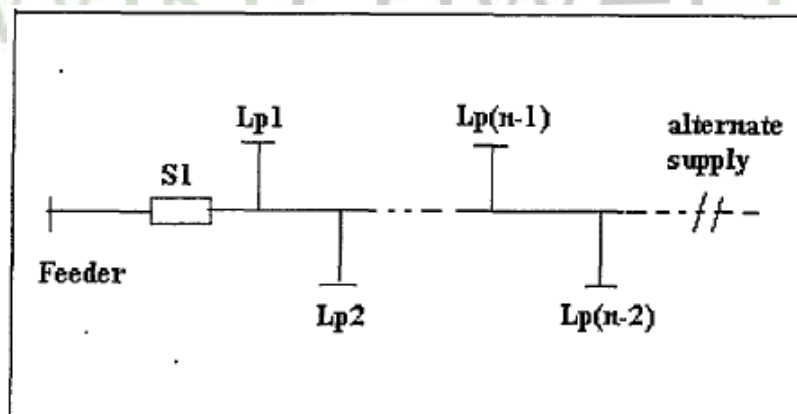 Lp1
Lp(n-1)
alternate
supply
S1
Feeder
Lp2
Lp(n-2)